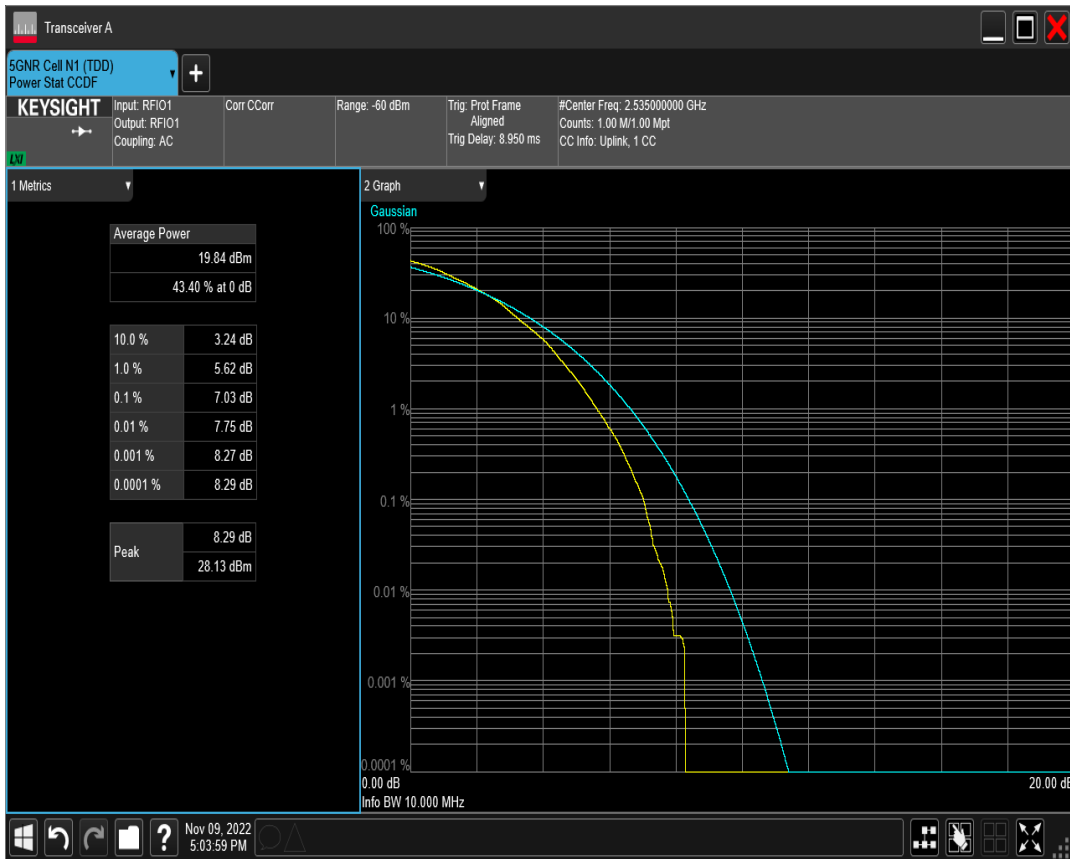 Transceiver A
5GNR Cell N1 (TDD)
Power Stat CCDF
+
KEYSIGHT
LXI
Input: RFIO1
Output: RFIO1
Coupling: AC
Corr CCorr
Range: -60 dBm
Trig: Prot Frame
Aligned
Trig Delay: 8.950 ms
#Center Freq: 2.535000000 GHz
Counts: 1.00 M/1.00 Mpt
CC Info: Uplink, 1 CC
1 Metrics
Average Power
19.84 dBm
43.40 % at 0 dB
10.0 % 3.24 dB
1.0 % 5.62 dB
0.1 % 7.03 dB
0.01 % 7.75 dB
0.001 % 8.27 dB
0.0001 % 8.29 dB
Peak
8.29 dB
28.13 dBm
2 Graph
Gaussian
100 %
10 %
1 %
0.1 %
0.01 %
0.001 %
0.0001 %
0.00 dB
20.00 dB
Info BW 10.000 MHz
?
Nov 09, 2022
5:03:59 PM